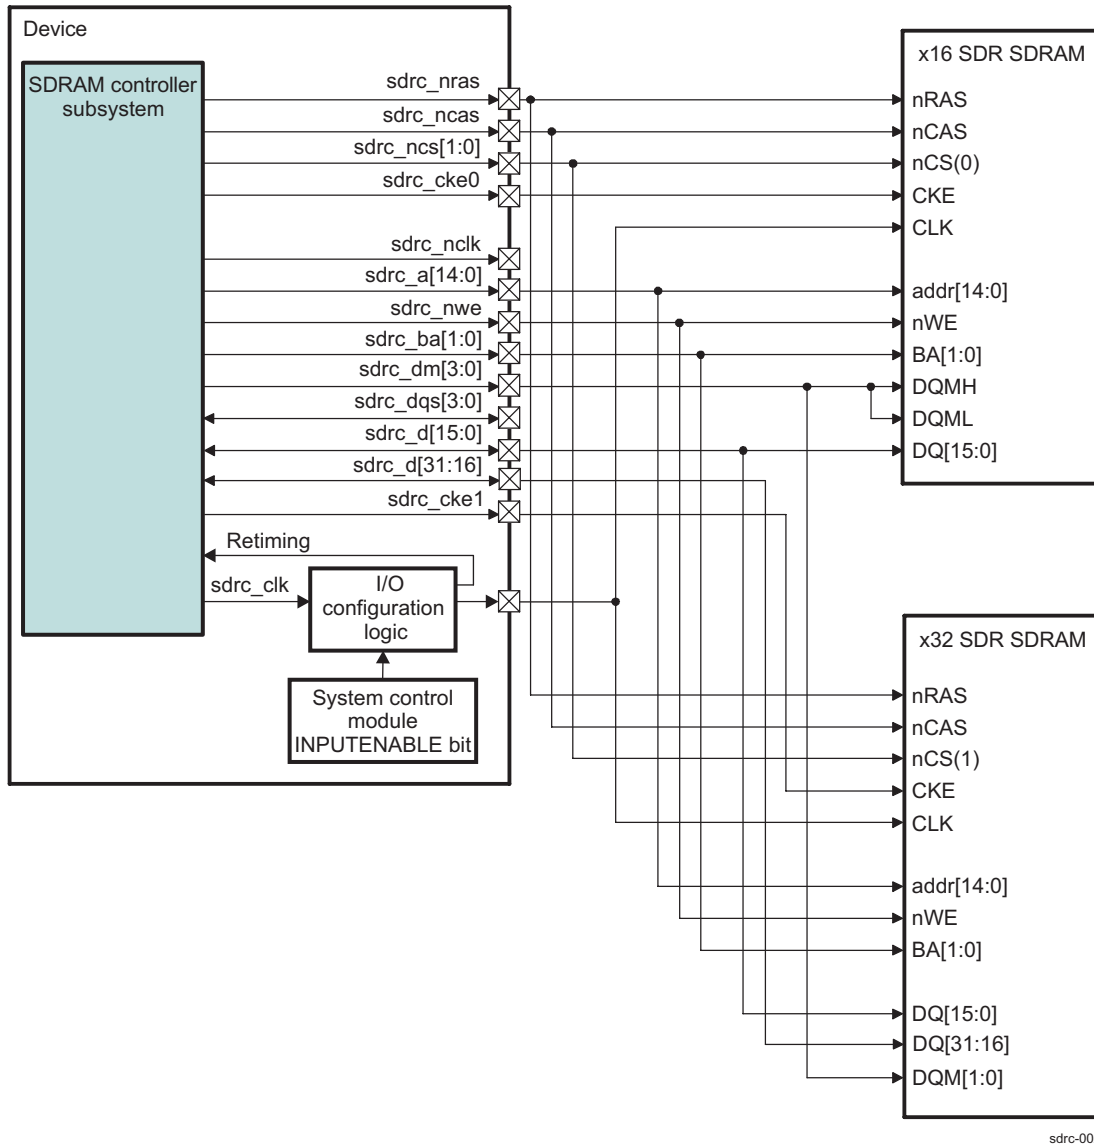 Device
SDRAM controller
subsystem
sdrc_nras
sdrc_ncas
sdrc_ncs[1:0]
sdrc_cke0
sdrc_nclk
sdrc_a[14:0]
sdrc_nwe
sdrc_ba[1:0]
sdrc_dm[3:0]
sdrc_dqs[3:0]
sdrc_d[15:0]
sdrc_d[31:16]
sdrc_cke1
Retiming
sdrc_clk
I/O
configuration
logic
System control
module
INPUTENABLE bit
x16 SDR SDRAM
nRAS
nCAS
nCS(0)
CKE
CLK
addr[14:0]
nWE
BA[1:0]
DQMH
DQML
DQ[15:0]
x32 SDR SDRAM
nRAS
nCAS
nCS(1)
CKE
CLK
addr[14:0]
nWE
BA[1:0]
DQ[15:0]
DQ[31:16]
DQM[1:0]
sdrc-00